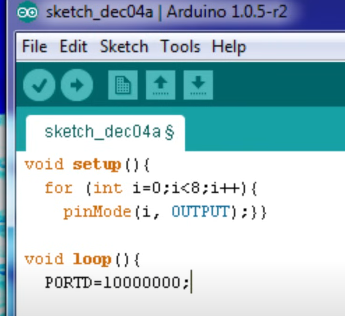 sketch_dec04a | Arduino 1.0.5-r2
File Edit Sketch Tools Help
sketch_dec04a §
void setup(){
for (int i=0;i<8;i++){
pinMode(i, OUTPUT);}}
void loop(){
PORTD=10000000;